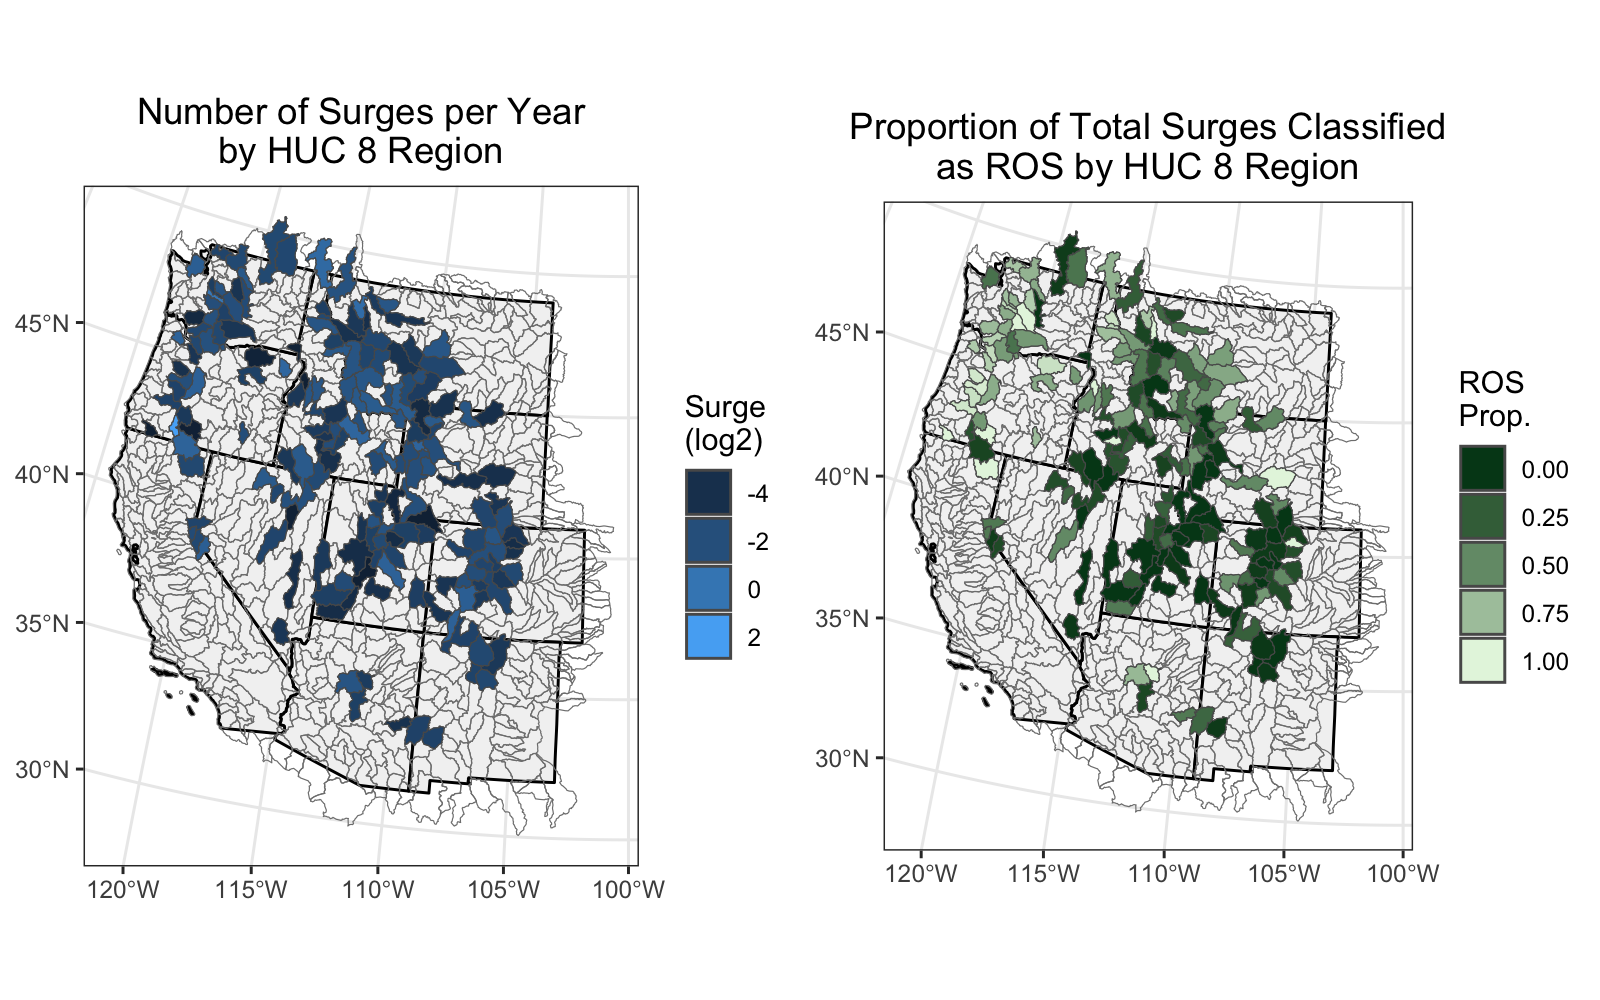 Number of Surges per Year
by HUC 8 Region
45°N
40°N
35°N
30°N
120°W
115°W
110°W
105°W
100°W
Surge
(log2)
-4
-2
0
2
Proportion of Total Surges Classified
as ROS by HUC 8 Region
45°N
40°N
35°N
30°N
120°W
115°W
110°W
105°W
100°W
ROS
Prop.
0.00
0.25
0.50
0.75
1.00